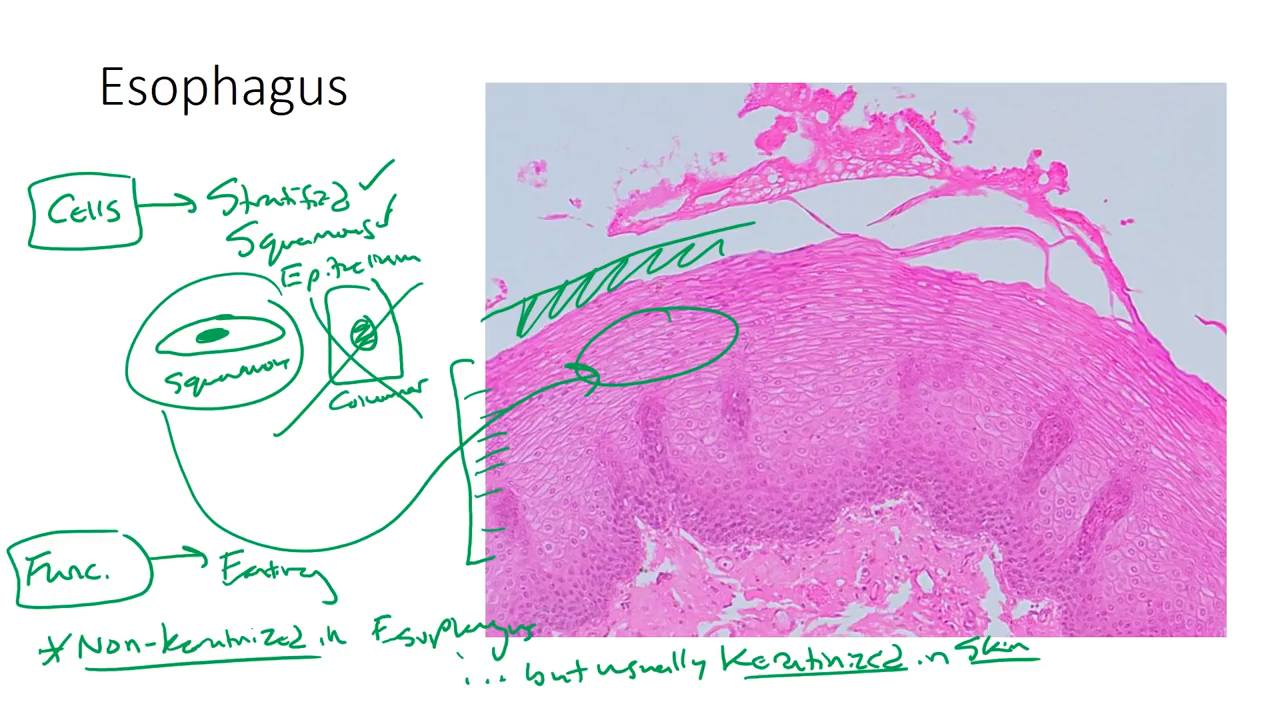 Esophagus
Cells → Stratified ✓
Squamous ✓
Epithelium
Squamous
Columnar
Func. → Eating
* Non-keratinized in Esophagus
... but usually Keratinized in Skin